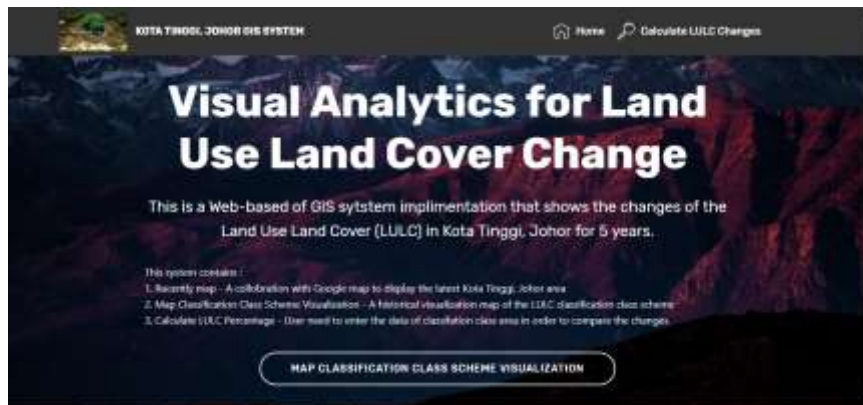 KOTA TINGGI, JOHOR GIS SYSTEM
Home
Calculate LULC Changes
Visual Analytics for Land
Use Land Cover Change
This is a Web-based of GIS sytstem implimentation that shows the changes of the
Land Use Land Cover (LULC) in Kota Tinggi, Johor for 5 years.
This system contains :
1. Recently map - A collobration with Google map to display the latest Kota Tinggi, Johor area
2. Map Classification Class Scheme Visualization - A historical visualization map of the LULC classification class scheme
3. Calculate LULC Percentage - User need to enter the data of class area in order to compare the changes.
MAP CLASSIFICATION CLASS SCHEME VISUALIZATION